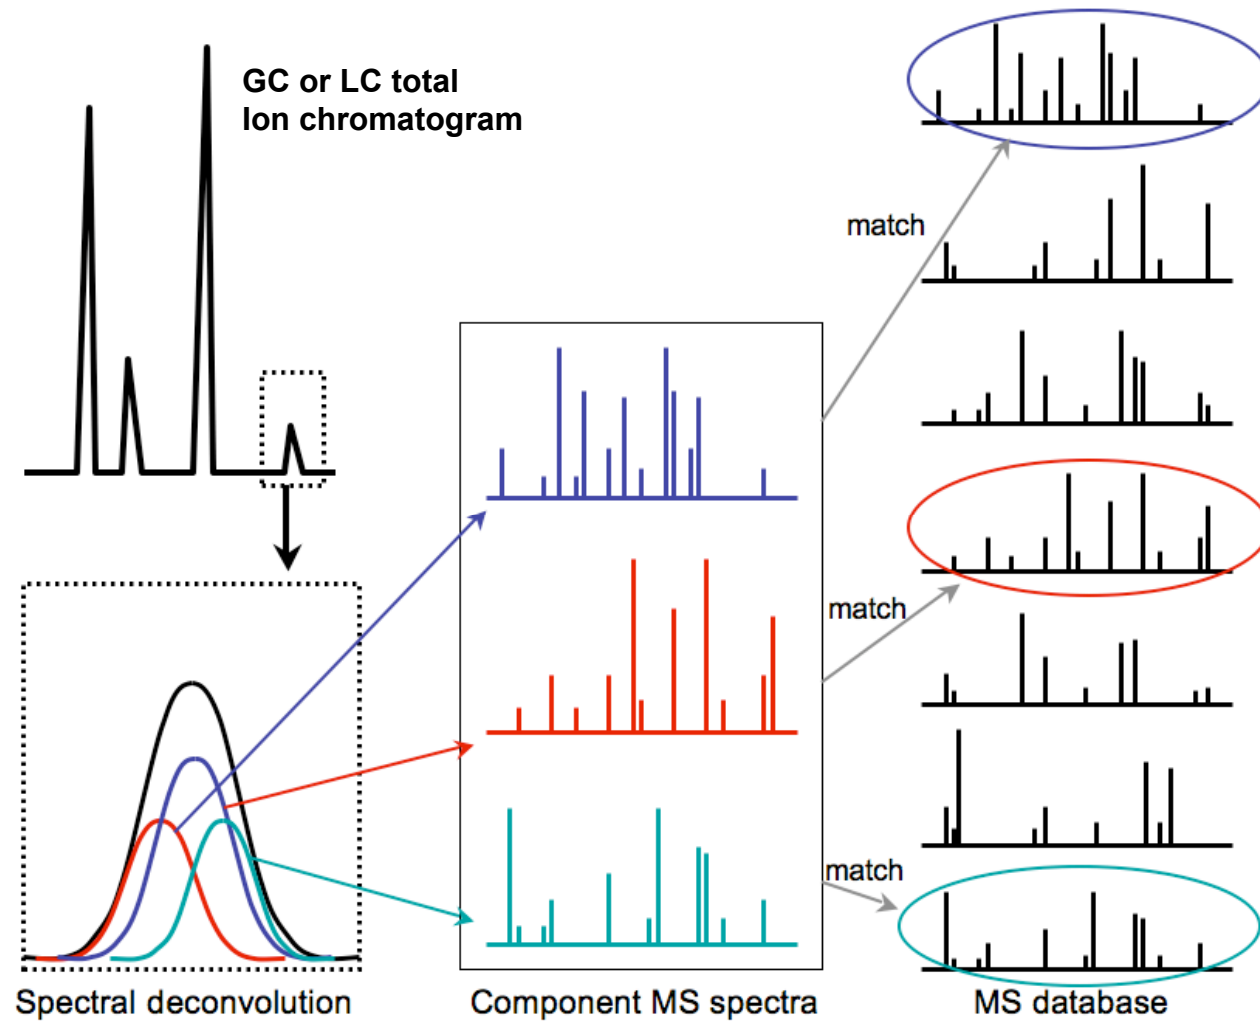 GC or LC total
Ion chromatogram
match
match
match
Spectral deconvolution
Component MS spectra
MS database